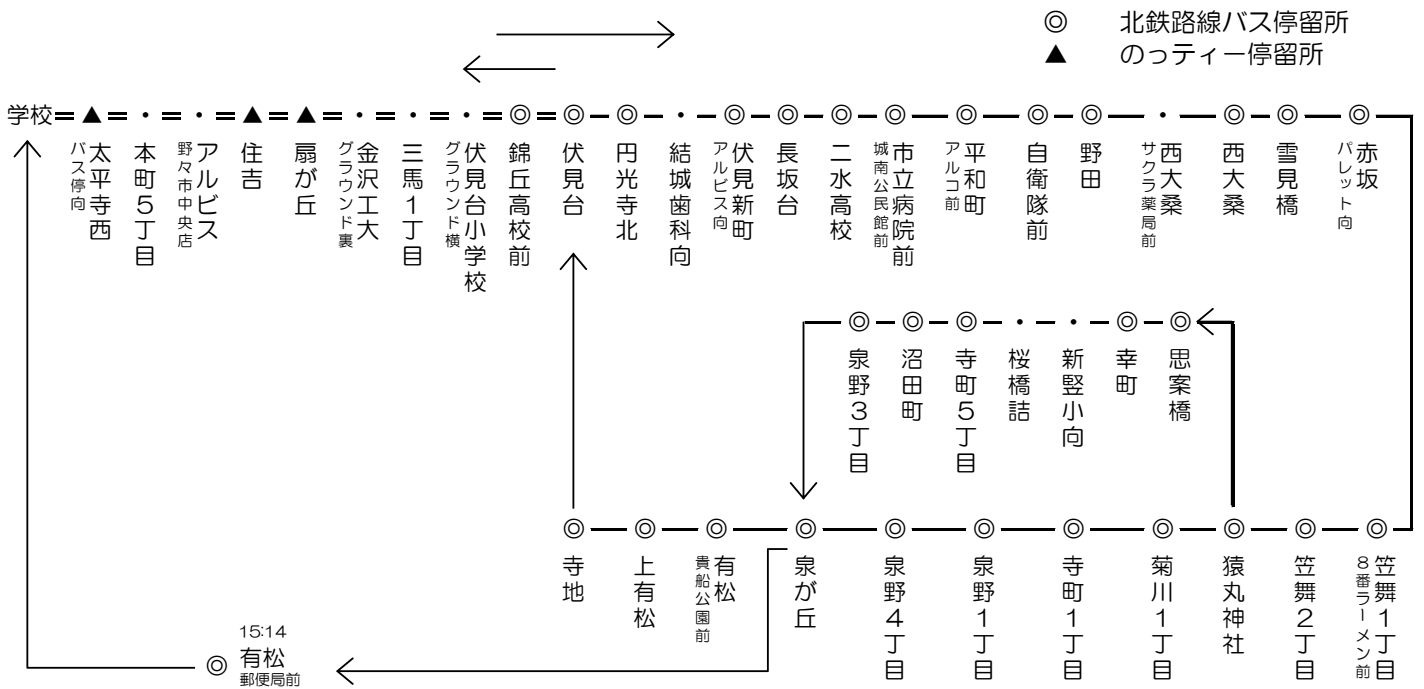 ◎ 北鉄路線バス停留所
▲ のっティー停留所
学校
太平寺西
バス停向
本町5丁目
アルビス
野々市中央店
住吉
扇が丘
金沢工大
グラウンド裏
三馬1丁目
伏見台小学校
グラウンド横
錦丘高校前
伏見台
円光寺北
結城歯科向
伏見新町
アルビス向
長坂台
二水高校
市立病院前
城南公民館前
平和町
アルコ前
自衛隊前
野田
西大桑
サクラ薬局前
西大桑
雪見橋
赤坂
パレット向
泉野3丁目
沼田町
寺町5丁目
桜橋詰
新竪小向
幸町
思案橋
寺地
上有松
有松
貴船公園前
泉が丘
泉野4丁目
泉野1丁目
寺町1丁目
菊川1丁目
猿丸神社
笠舞2丁目
笠舞1丁目
8番ラーメン前
15:14
◎ 有松
郵便局前